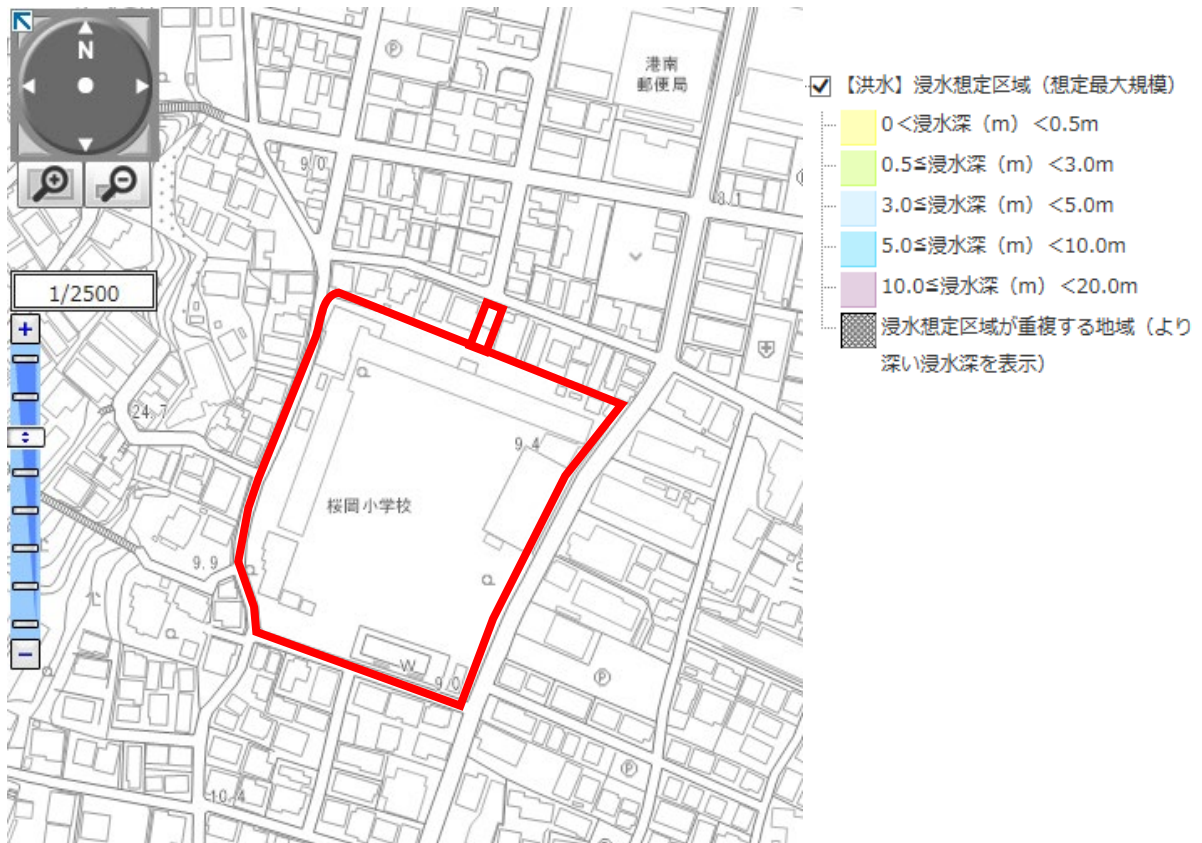 N
1/2500
+
−
港南
郵便局
P
9/0
8/1
24.7
9.4
桜岡小学校
9.9
W
9/0
P
P
10.4
【洪水】浸水想定区域（想定最大規模）
0＜浸水深（m）＜0.5m
0.5≦浸水深（m）＜3.0m
3.0≦浸水深（m）＜5.0m
5.0≦浸水深（m）＜10.0m
10.0≦浸水深（m）＜20.0m
浸水想定区域が重複する地域（より
深い浸水深を表示）